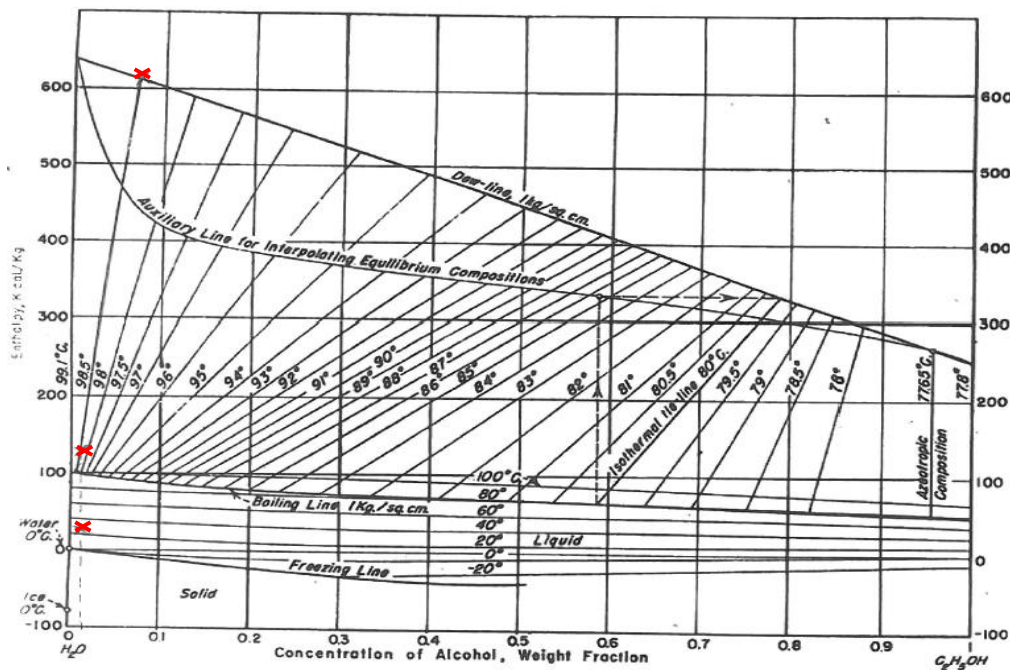 600
500
400
300
200
100
0
-100
600
500
400
300
200
100
0
-100
Enthalpy, K cal/Kg
Dew-line, 1 kg/sq. cm.
Auxiliary Line for Interpolating Equilibrium Compositions
99.1°C.
98.5°
98°
97.5°
97°
96°
95°
94°
93°
92°
91°
90°
89°
88°
87°
86°
85°
84°
83°
82°
81°
80.5°
Isothermal tie-line 80°C.
79.5°
79°
78.5°
78°
77.65°C.
77.8°
Azeotropic
Composition
Boiling Line 1 Kg./sq.cm.
100°C.
80°
60°
40°
20°
0°
-20°
Liquid
Freezing Line
Solid
Water
0°C.
Ice
0°C.
0
0.1
0.2
0.3
0.4
0.5
0.6
0.7
0.8
0.9
1.0
H₂O
Concentration of Alcohol, Weight Fraction
C₂H₅OH